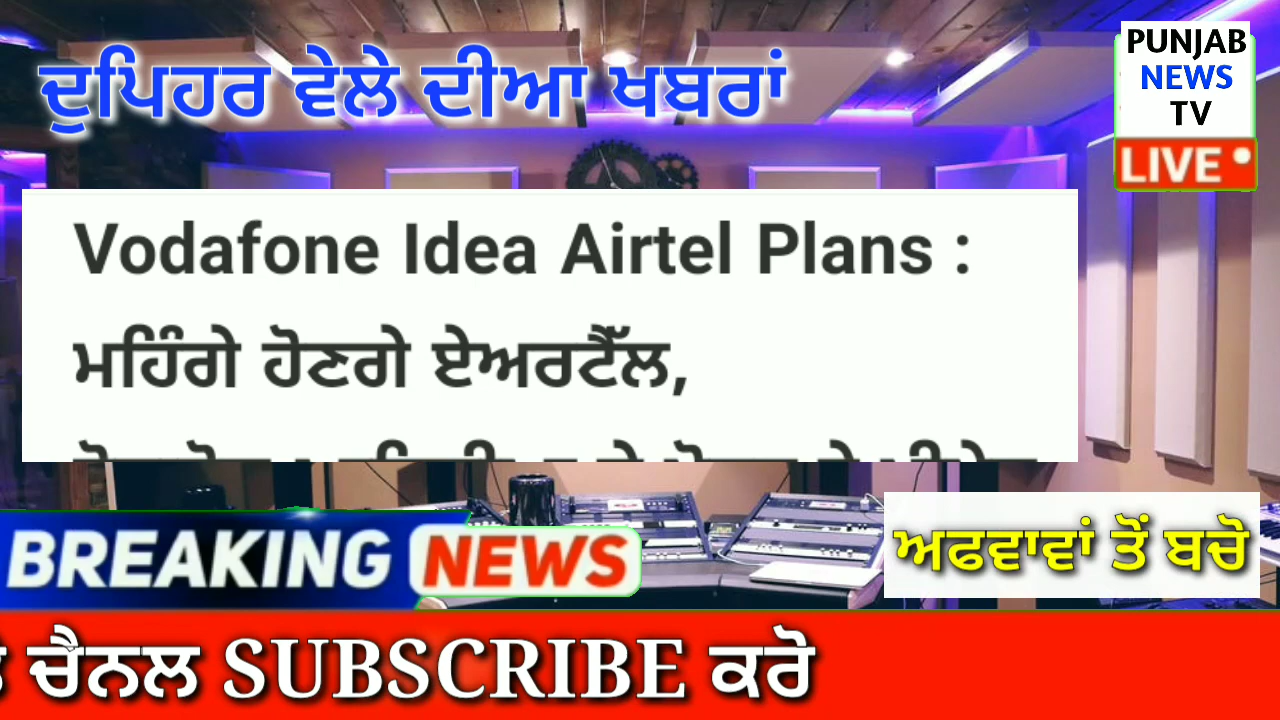 ਦੁਪਿਹਰ ਵੇਲੇ ਦੀਆ ਖਬਰਾਂ
PUNJAB
NEWS
TV
LIVE
Vodafone Idea Airtel Plans :
ਮਹਿੰਗੇ ਹੋਣਗੇ ਏਅਰਟੈੱਲ,
BREAKING NEWS
ਅਫਵਾਵਾਂ ਤੋਂ ਬਚੋ
ਚੈਨਲ SUBSCRIBE ਕਰੋ